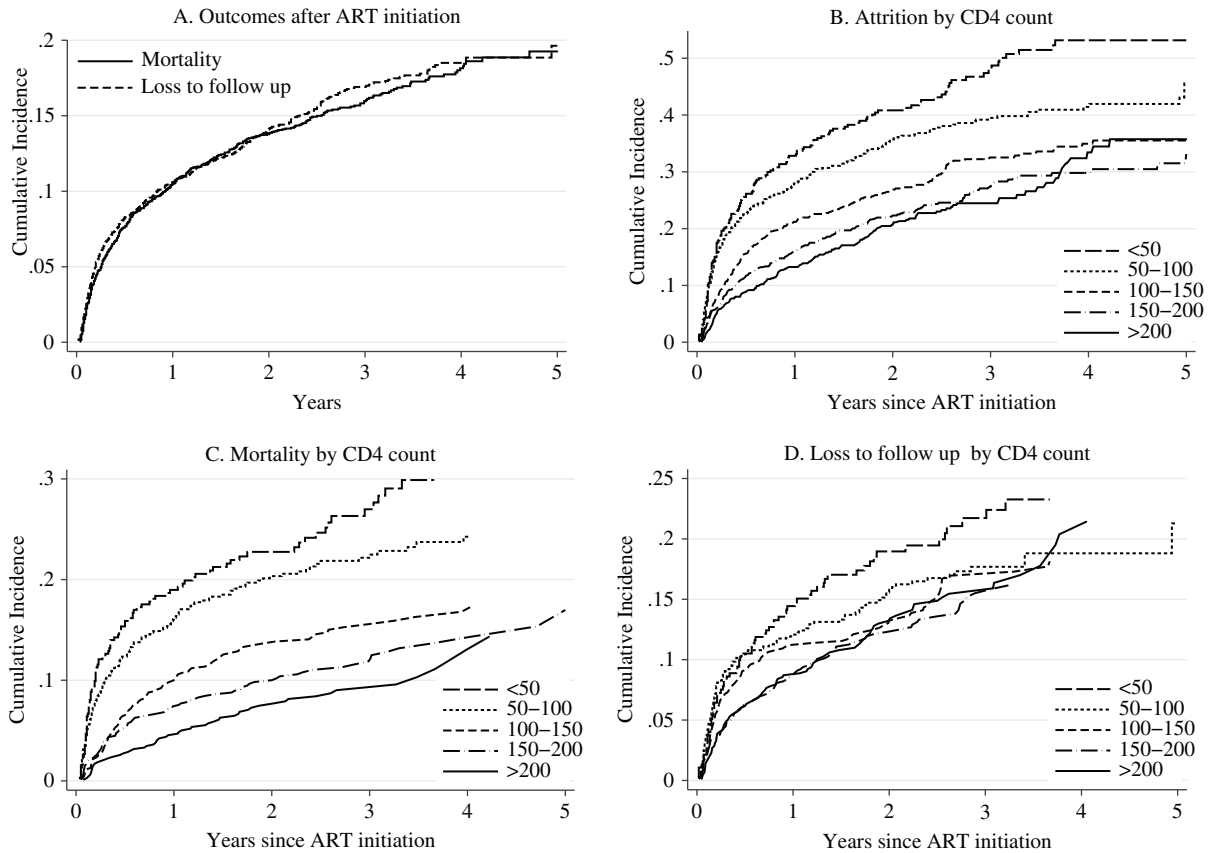 A. Outcomes after ART initiation
Cumulative Incidence
.2
.15
.1
.05
0
Mortality
Loss to follow up
0 1 2 3 4 5
Years
B. Attrition by CD4 count
Cumulative Incidence
.5
.4
.3
.2
.1
0
<50
50–100
100–150
150–200
>200
0 1 2 3 4 5
Years since ART initiation
C. Mortality by CD4 count
Cumulative Incidence
.3
.2
.1
0
<50
50–100
100–150
150–200
>200
0 1 2 3 4 5
Years since ART initiation
D. Loss to follow up by CD4 count
Cumulative Incidence
.25
.2
.15
.1
.05
0
<50
50–100
100–150
150–200
>200
0 1 2 3 4 5
Years since ART initiation